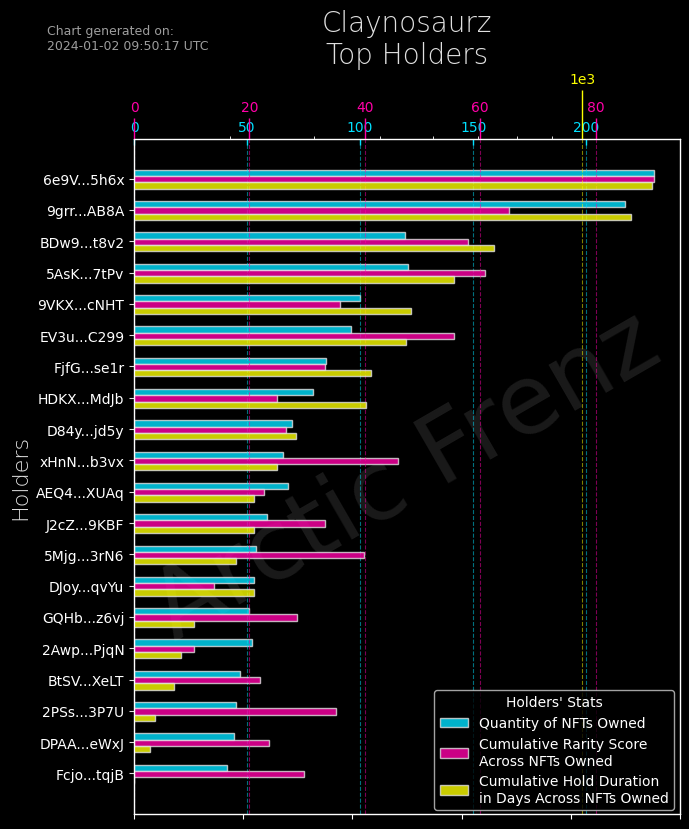 Chart generated on:
2024-01-02 09:50:17 UTC
Claynosaurz
Top Holders
1e3
0 20 40 60 80
0 50 100 150 200
Holders
6e9V...5h6x
9grr...AB8A
BDw9...t8v2
5AsK...7tPv
9VKX...cNHT
EV3u...C299
FjfG...se1r
HDKX...MdJb
D84y...jd5y
xHnN...b3vx
AEQ4...XUAq
J2cZ...9KBF
5Mjg...3rN6
DJoy...qvYu
GQHb...z6vj
2Awp...PjqN
BtSV...XeLT
2PSs...3P7U
DPAA...eWxJ
Fcjo...tqjB
Arctic Frenz
Holders' Stats
Quantity of NFTs Owned
Cumulative Rarity Score
Across NFTs Owned
Cumulative Hold Duration
in Days Across NFTs Owned